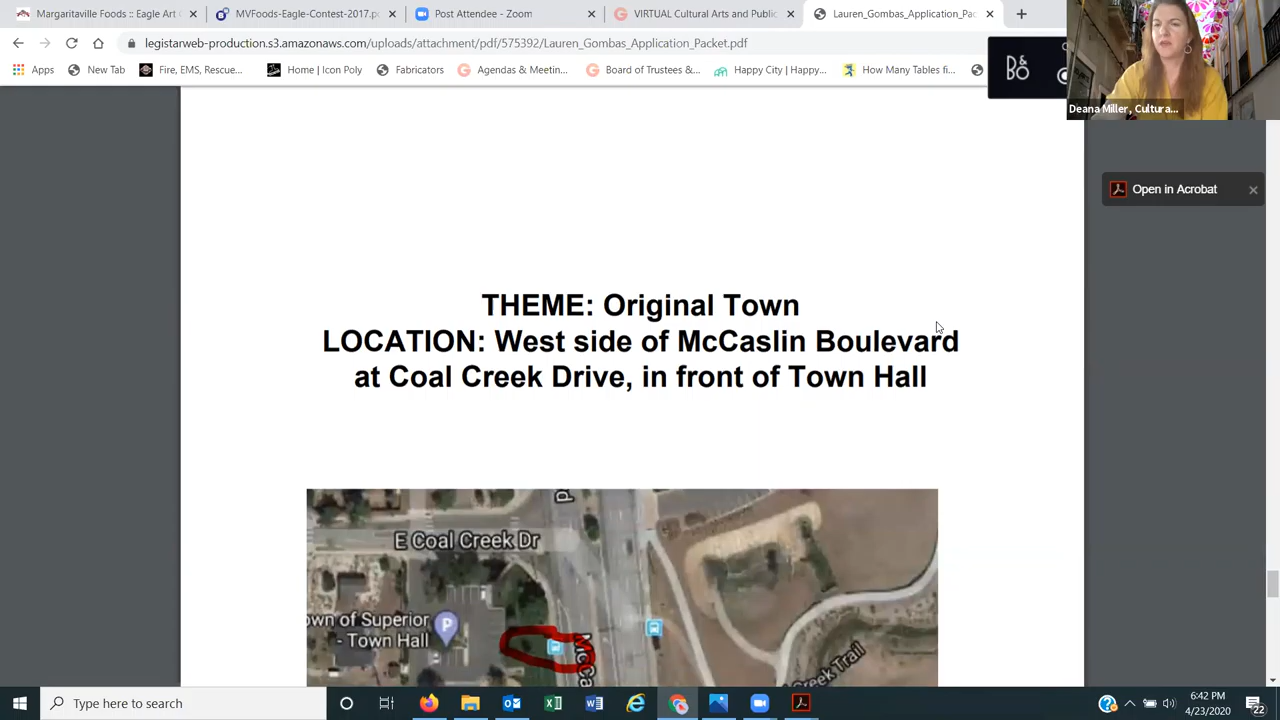 Margaritaville Foods :: Eagle Art C
MVFoods-Eagle-Contest-2017.p
Post Attendees - Zoom
VIRTUAL Cultural Arts and Public
Lauren_Gombas_Application_Pac
legistarweb-production.s3.amazonaws.com/uploads/attachment/pdf/575392/Lauren_Gombas_Application_Packet.pdf
Apps
New Tab
Fire, EMS, Rescue...
Home | Icon Poly
Fabricators
Agendas & Meetin...
Board of Trustees &...
Happy City | Happy...
How Many Tables fi...
B&O
Deana Miller, Cultura...
Open in Acrobat
THEME: Original Town
LOCATION: West side of McCaslin Boulevard
at Coal Creek Drive, in front of Town Hall
E Coal Creek Dr
own of Superior
- Town Hall
P
McCa
Creek Trail
Type here to search
6:42 PM
4/23/2020
22